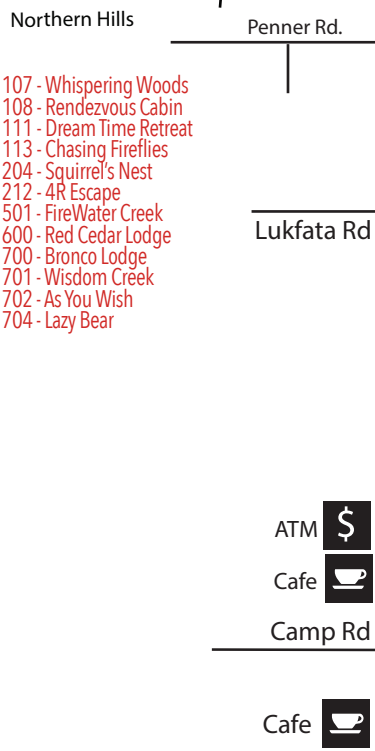 Northern Hills
Penner Rd.
107 - Whispering Woods
108 - Rendezvous Cabin
111 - Dream Time Retreat
113 - Chasing Fireflies
204 - Squirrel's Nest
212 - 4R Escape
501 - FireWater Creek
600 - Red Cedar Lodge
700 - Bronco Lodge
701 - Wisdom Creek
702 - As You Wish
704 - Lazy Bear
Lukfata Rd
ATM $
Cafe
Camp Rd
Cafe